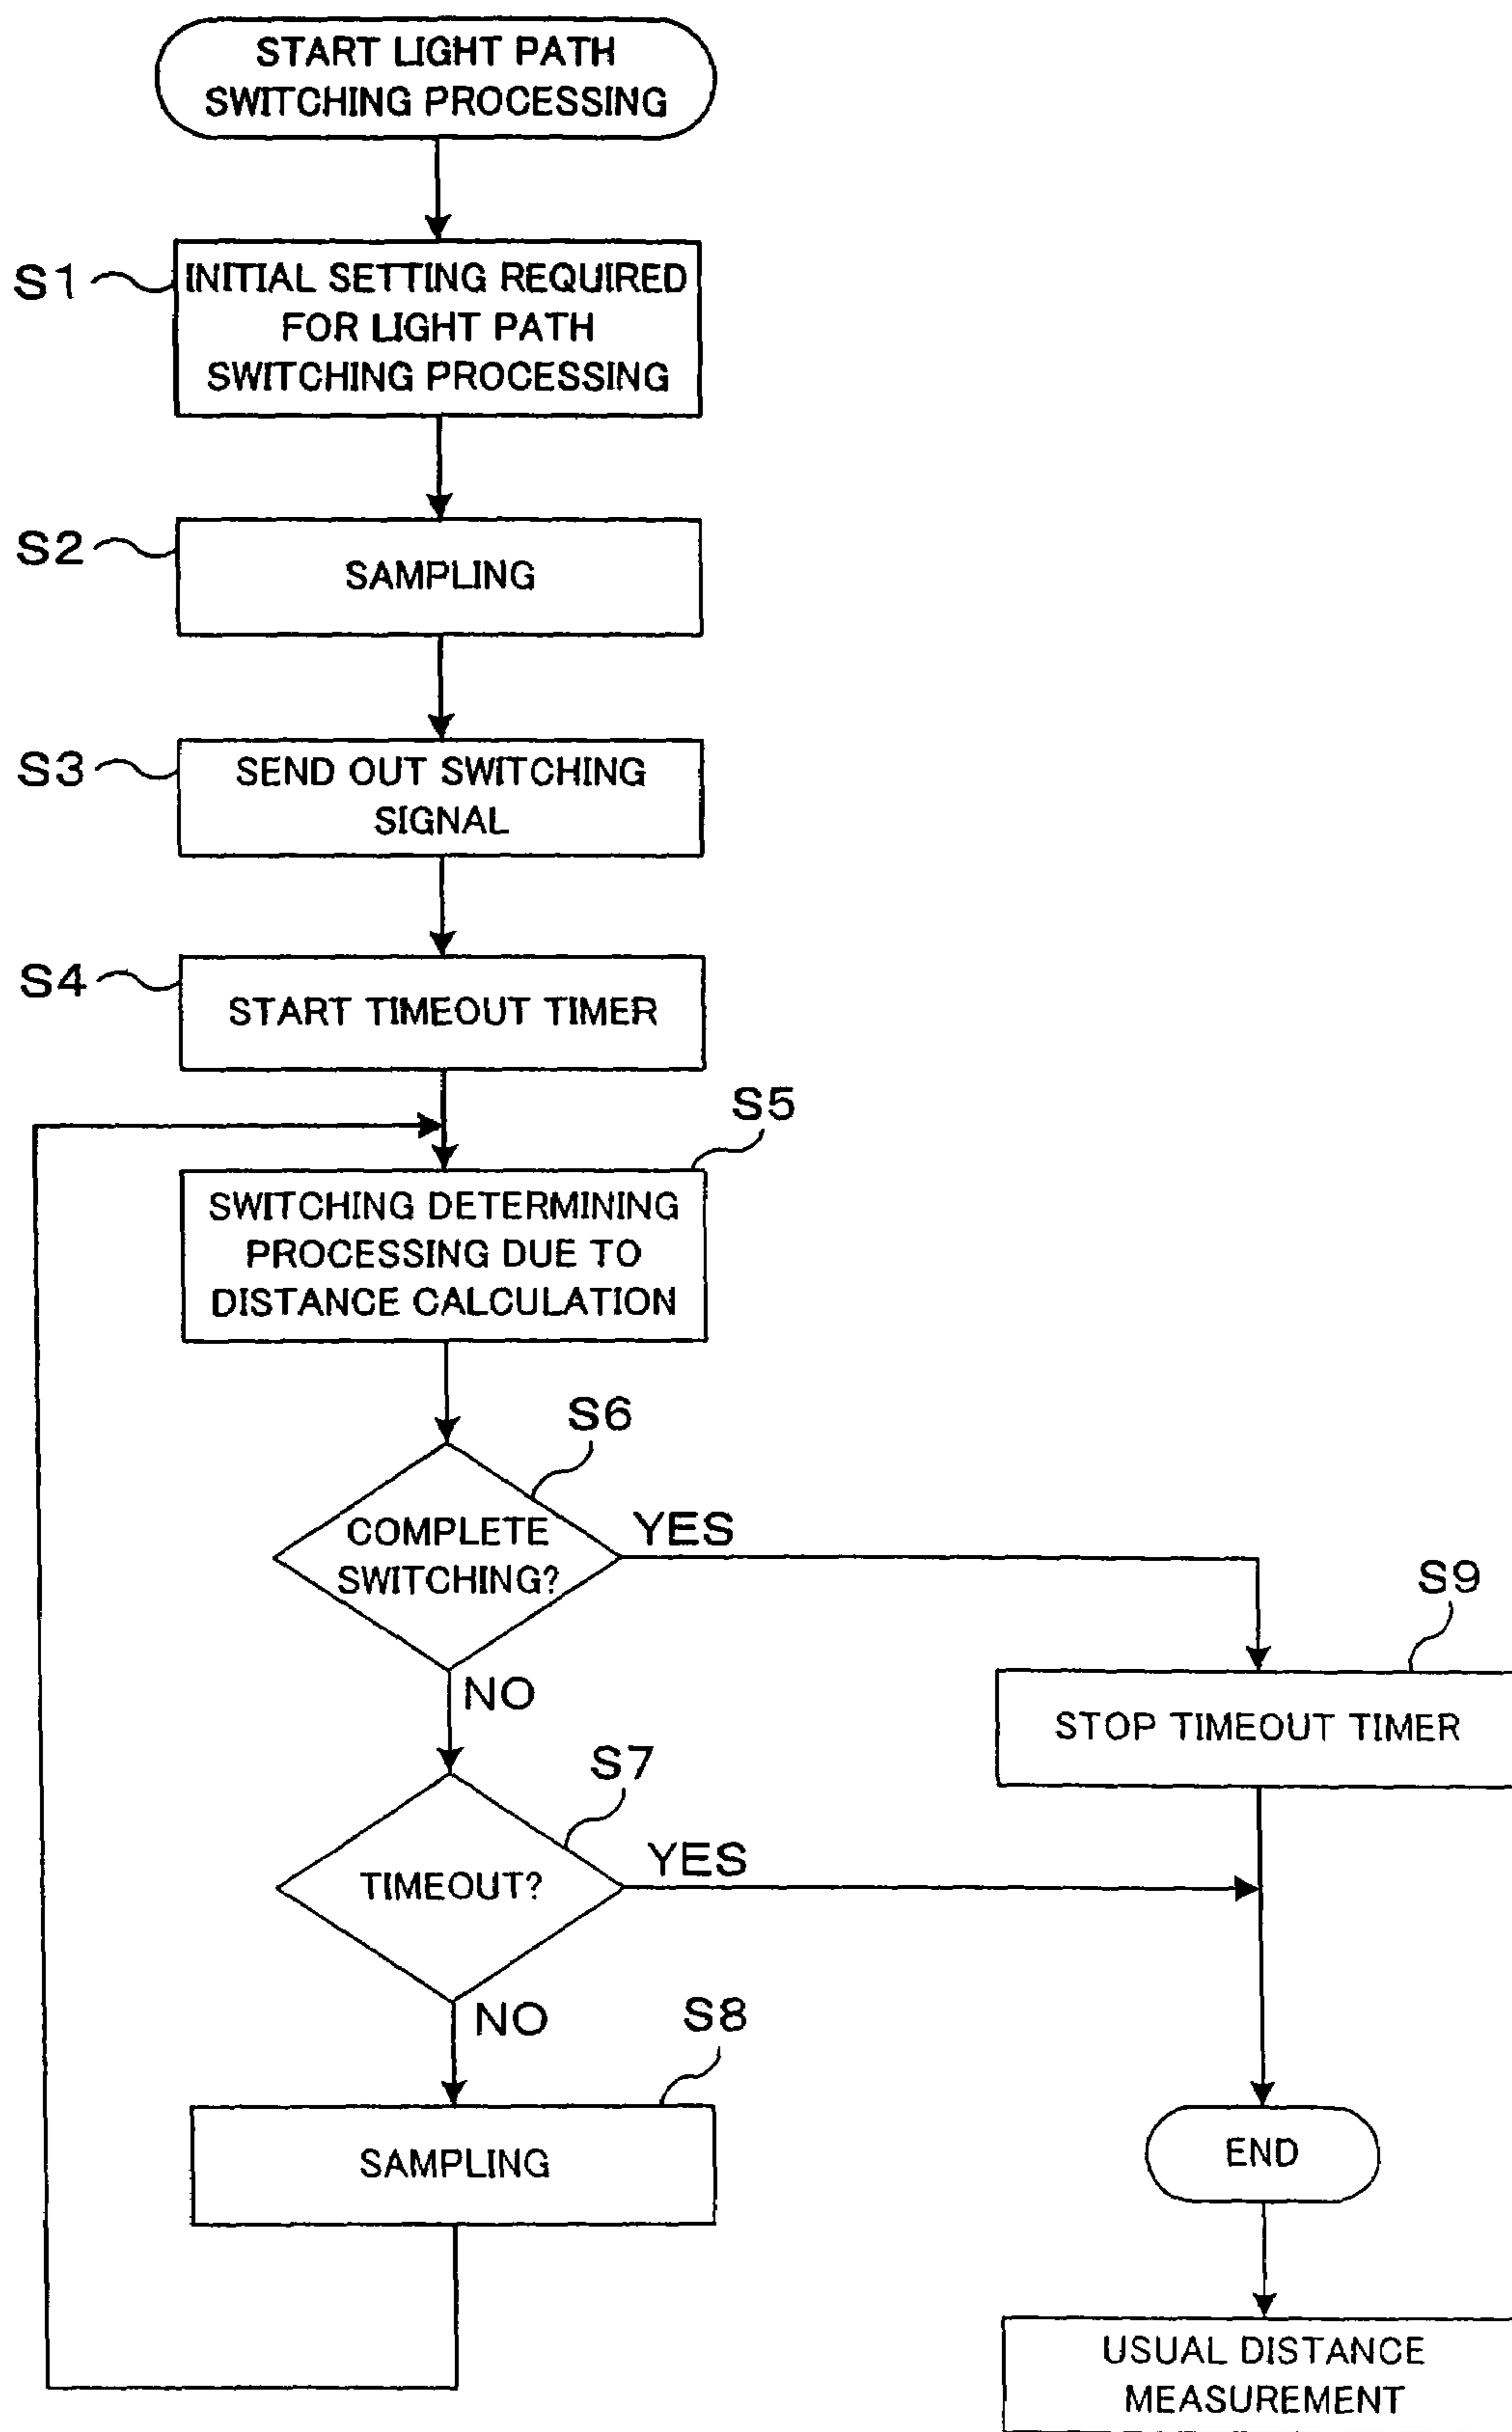 START LIGHT PATH
SWITCHING PROCESSING
S1
INITIAL SETTING REQUIRED
FOR LIGHT PATH
SWITCHING PROCESSING
S2
SAMPLING
S3
SEND OUT SWITCHING
SIGNAL
S4
START TIMEOUT TIMER
S5
SWITCHING DETERMINING
PROCESSING DUE TO
DISTANCE CALCULATION
S6
COMPLETE
SWITCHING?
YES
NO
S9
STOP TIMEOUT TIMER
S7
TIMEOUT?
YES
NO
S8
SAMPLING
END
USUAL DISTANCE
MEASUREMENT